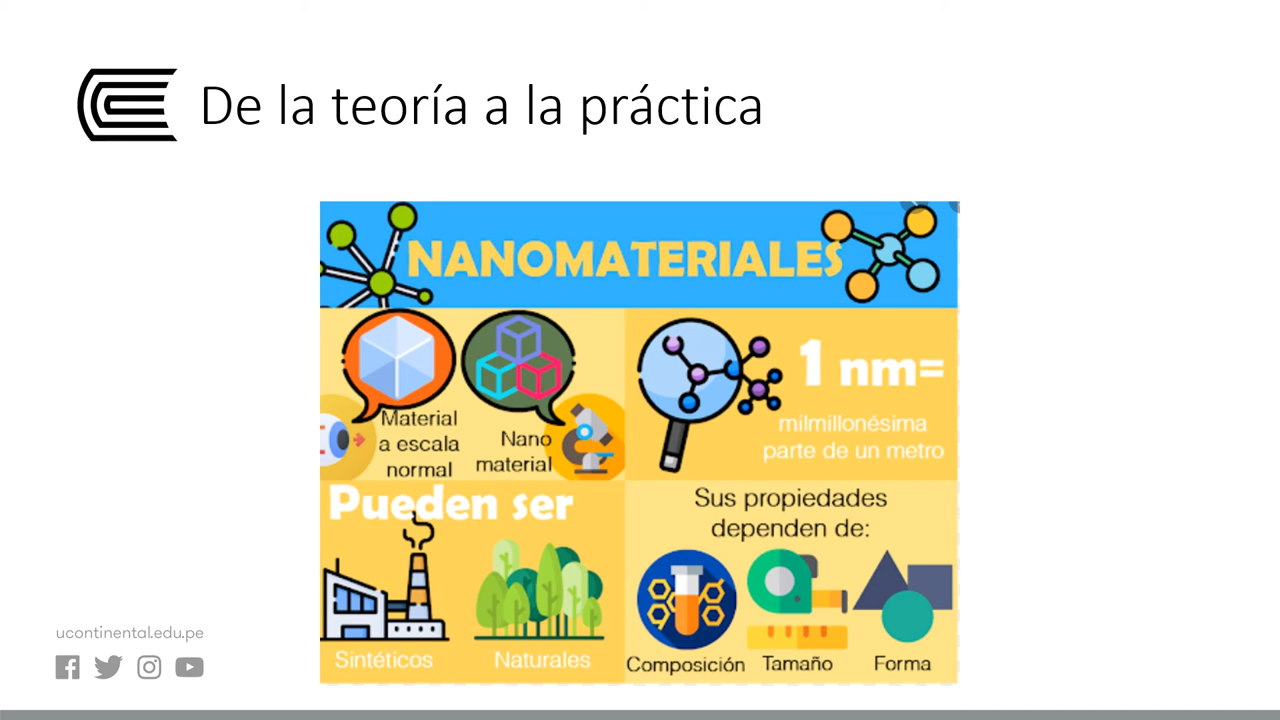 De la teoría a la práctica
NANOMATERIALES
Material
a escala
normal
Nano
material
1 nm=
milmillonésima
parte de un metro
Pueden ser
Sintéticos
Naturales
Sus propiedades
dependen de:
Composición
Tamaño
Forma
ucontinental.edu.pe